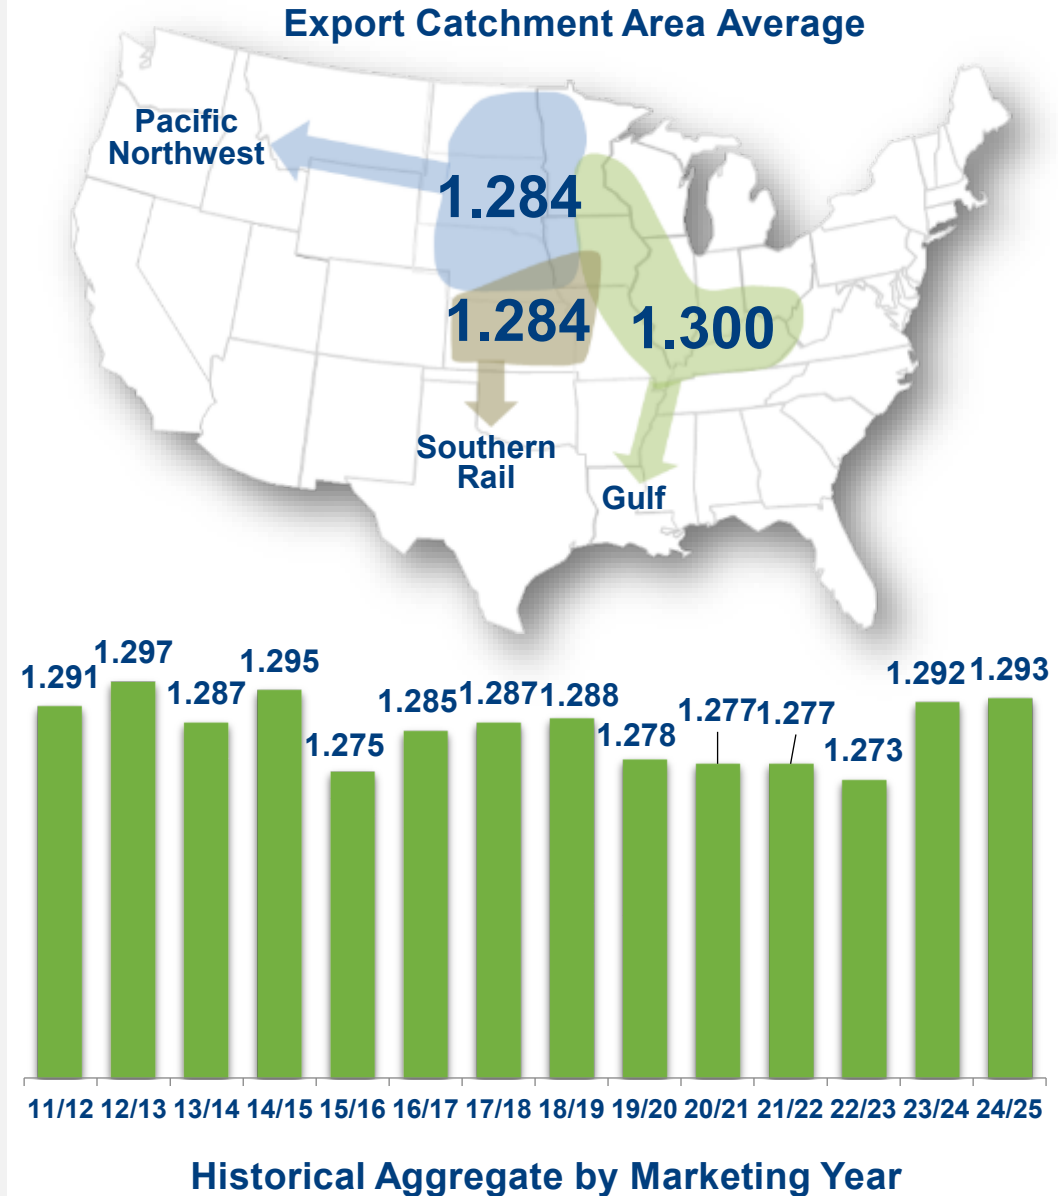 Export Catchment Area Average
Pacific
Northwest
1.284
1.284
1.300
Southern
Rail
Gulf
1.291
1.297
1.287
1.295
1.275
1.285
1.287
1.288
1.278
1.277
1.277
1.273
1.292
1.293
11/12 12/13 13/14 14/15 15/16 16/17 17/18 18/19 19/20 20/21 21/22 22/23 23/24 24/25
Historical Aggregate by Marketing Year